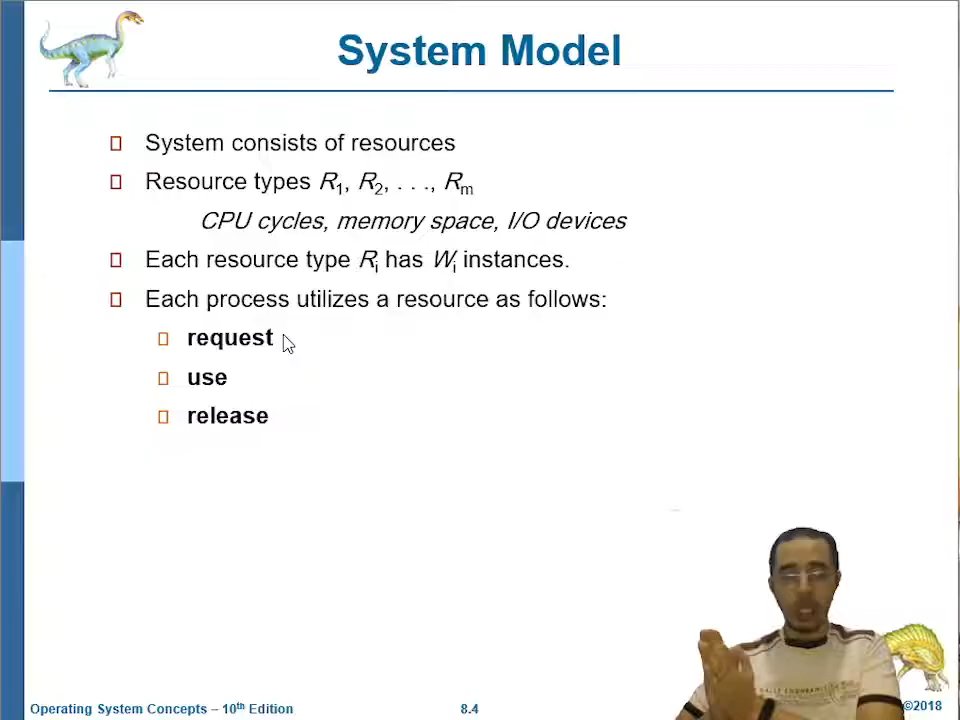 System Model
System consists of resources
Resource types R1, R2, . . ., Rm
CPU cycles, memory space, I/O devices
Each resource type Ri has Wi instances.
Each process utilizes a resource as follows:
request
use
release
Operating System Concepts – 10th Edition
8.4
©2018